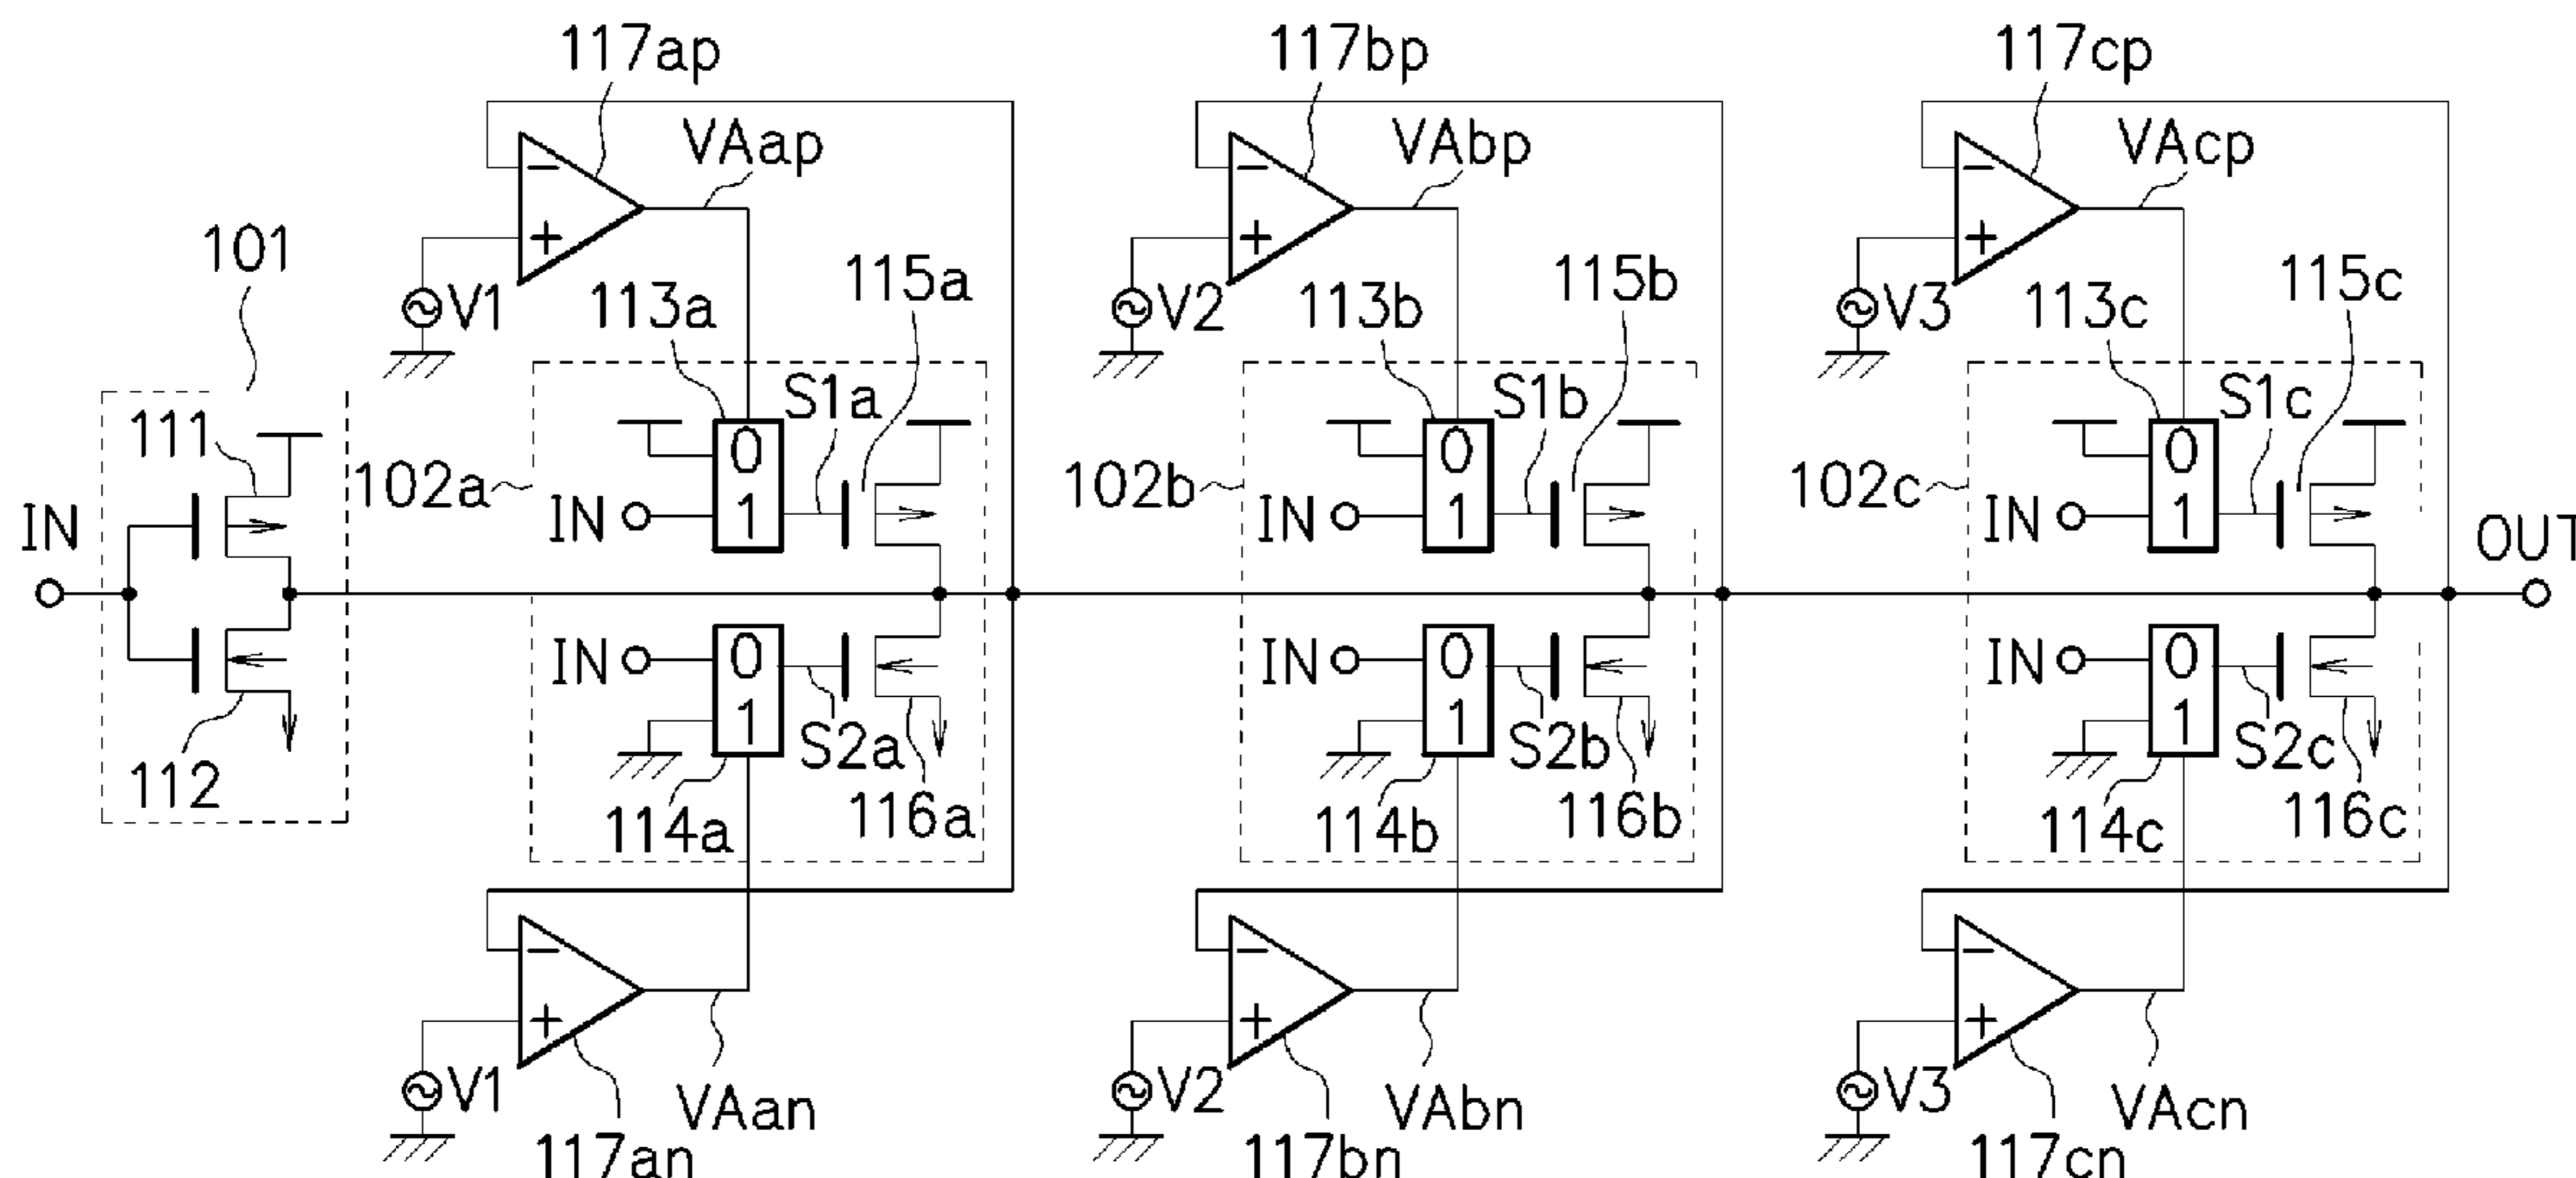 117ap 117bp 117cp
VAap VAbp VAcp
− − −
101 + + +
V1 113a 115a V2 113b 115b V3 113c 115c
111 S1a S1b S1c
0 0 0
102a 102b 102c
IN IN 1 IN 1 IN 1 OUT
IN 0 IN 0 IN 0
1 1 1
112 S2a S2b S2c
114a 116a 114b 116b 114c 116c
− − −
+ + +
V1 VAan V2 VAbn V3 VAcn
117an 117bn 117cn